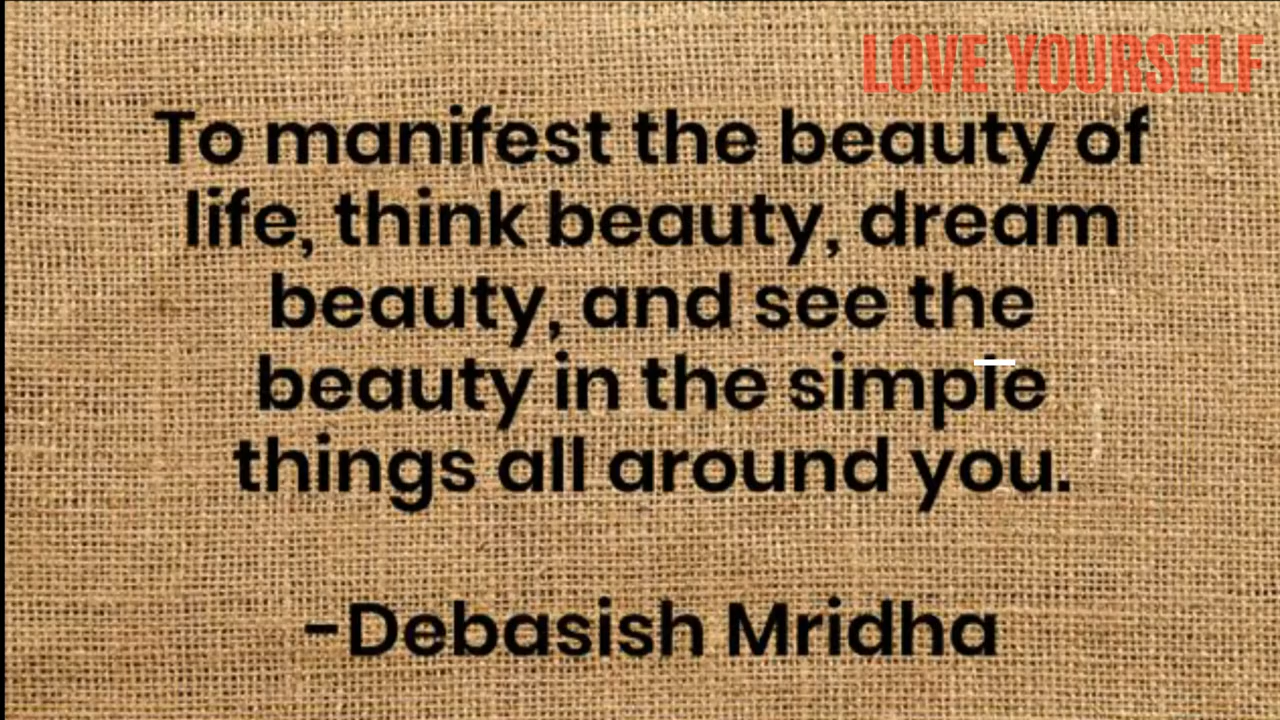 LOVE YOURSELF
To manifest the beauty of
life, think beauty, dream
beauty, and see the
beauty in the simple
things all around you.
-Debasish Mridha